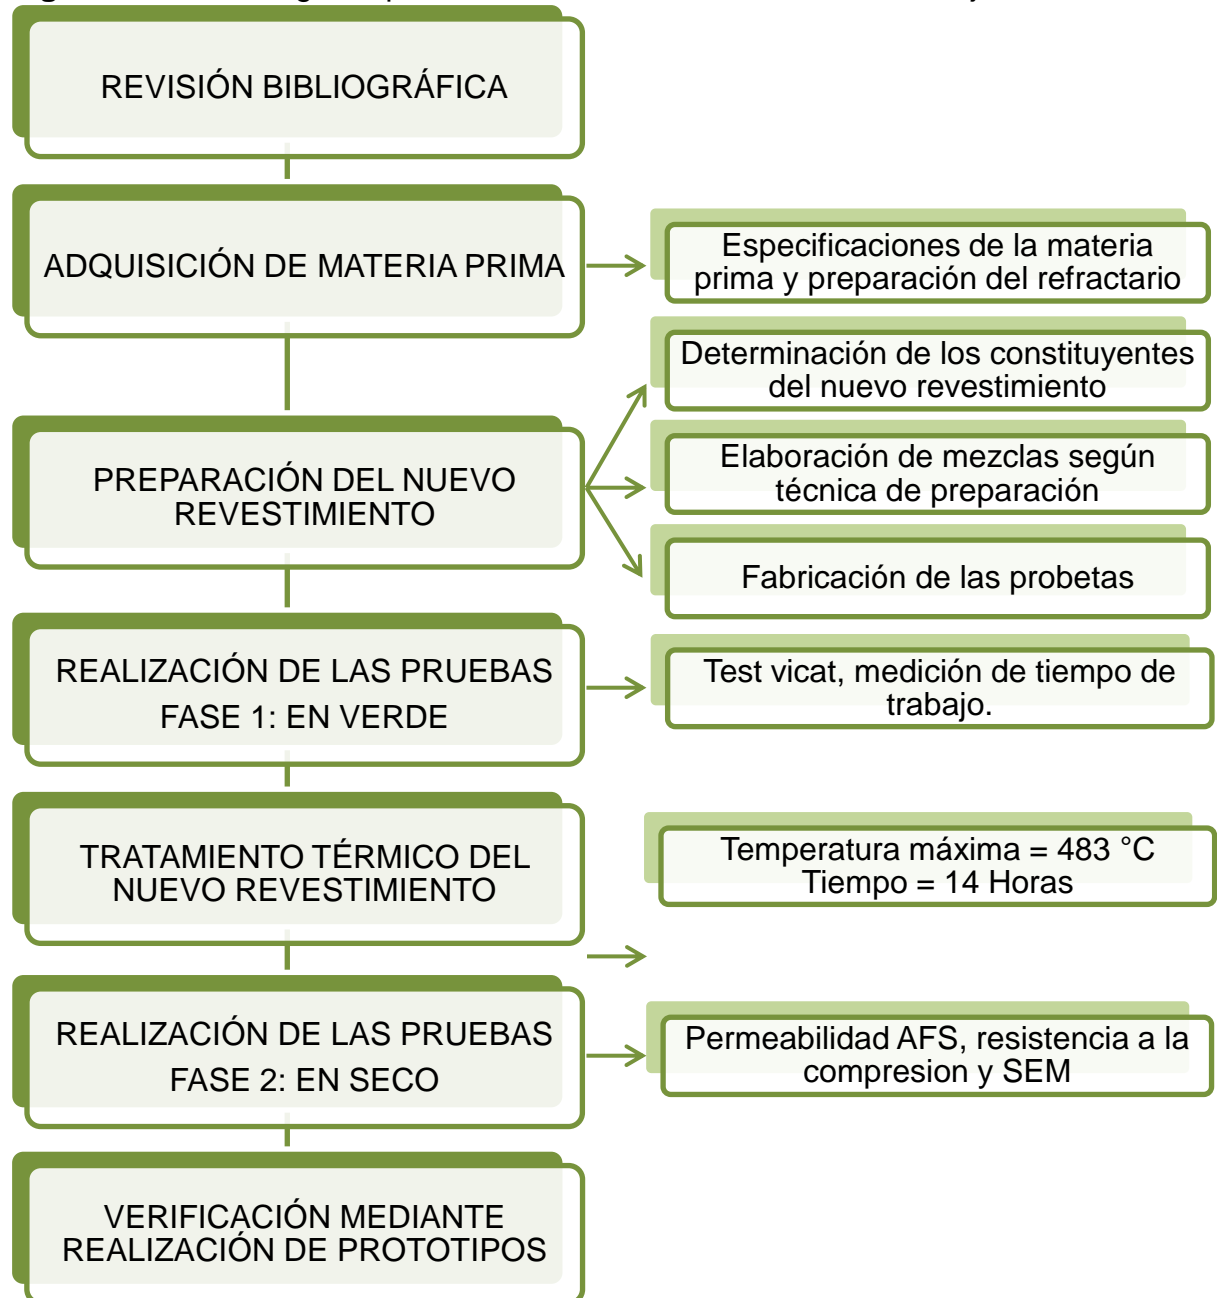 REVISIÓN BIBLIOGRÁFICA
ADQUISICIÓN DE MATERIA PRIMA
Especificaciones de la materia
prima y preparación del refractario
PREPARACIÓN DEL NUEVO
REVESTIMIENTO
Determinación de los constituyentes
del nuevo revestimiento
Elaboración de mezclas según
técnica de preparación
Fabricación de las probetas
REALIZACIÓN DE LAS PRUEBAS
FASE 1: EN VERDE
Test vicat, medición de tiempo de
trabajo.
TRATAMIENTO TÉRMICO DEL
NUEVO REVESTIMIENTO
Temperatura máxima = 483 °C
Tiempo = 14 Horas
REALIZACIÓN DE LAS PRUEBAS
FASE 2: EN SECO
Permeabilidad AFS, resistencia a la
compresion y SEM
VERIFICACIÓN MEDIANTE
REALIZACIÓN DE PROTOTIPOS